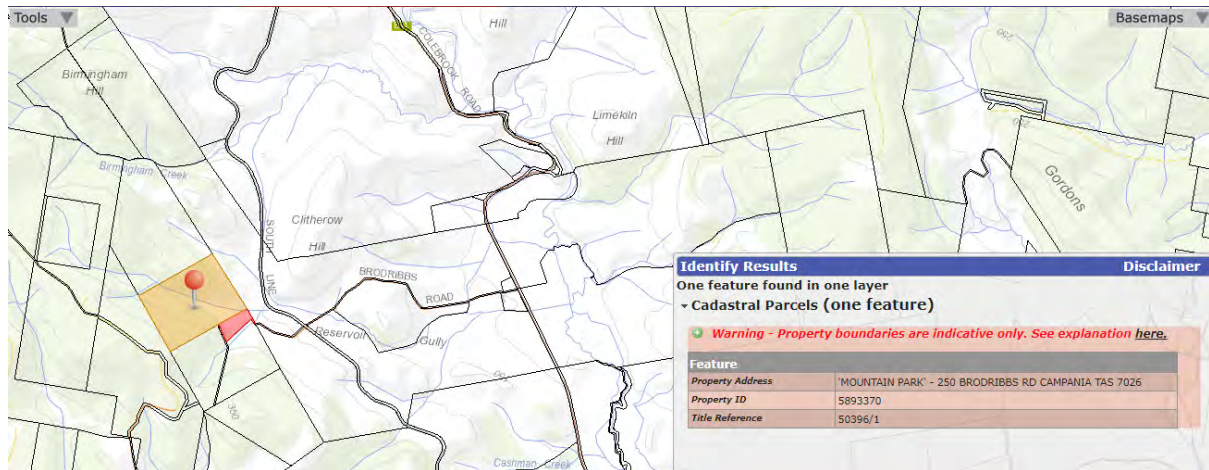 Tools
Basemaps
Hill
COLEBROOK
ROAD
250
Birmingham
Hill
Limekiln
Hill
250
Birmingham Creek
Gordons
Clitherow
Hill
SOUTH
LINE
BRODRIBBS
ROAD
Reservoir
Gully
350
Cashman Creek
Identify Results
Disclaimer
One feature found in one layer
Cadastral Parcels (one feature)
Warning - Property boundaries are indicative only. See explanation here.
Feature
Property Address 'MOUNTAIN PARK' - 250 BRODRIBBS RD CAMPANIA TAS 7026
Property ID 5893370
Title Reference 50396/1